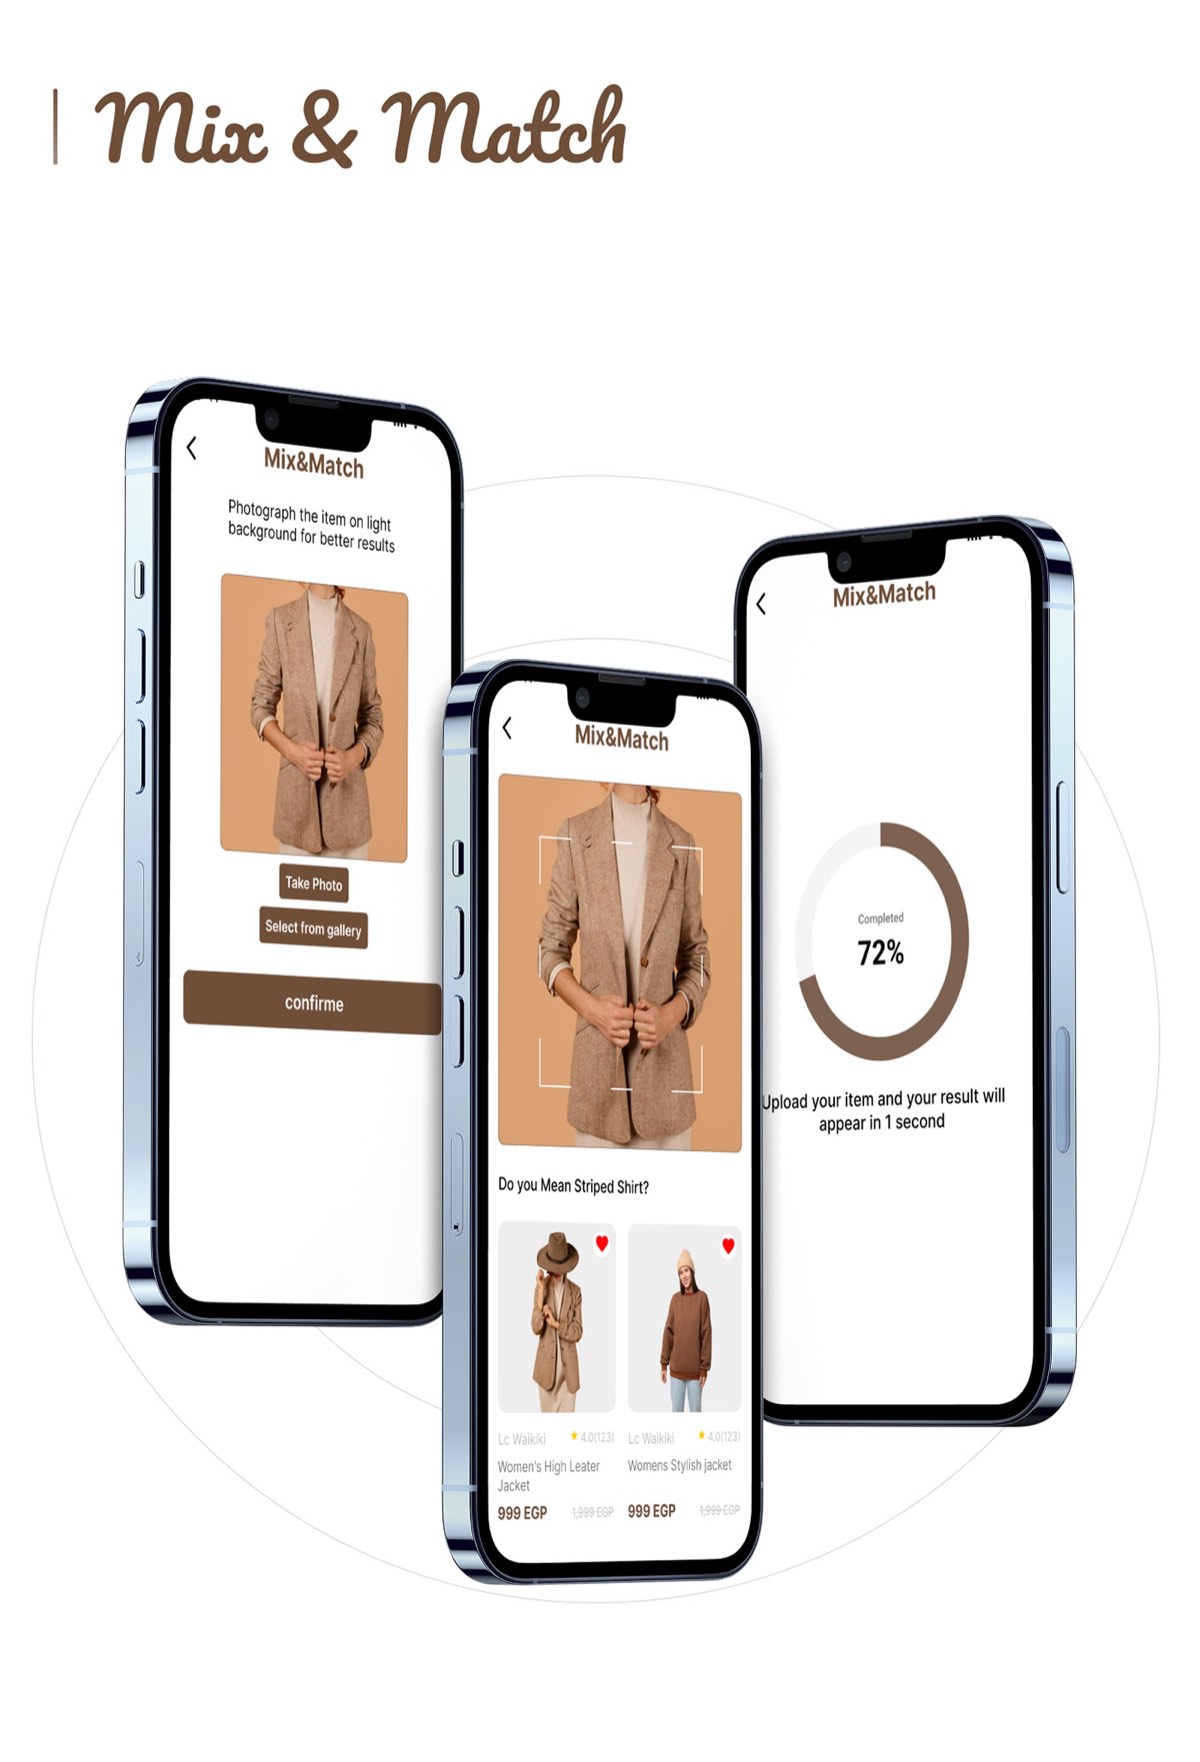 Mix & Match
Mix&Match
Photograph the item on light
background for better results
Take Photo
Select from gallery
confirme
Mix&Match
Do you Mean Striped Shirt?
Lc Waikiki
4.0(123)
Women's High Leater
Jacket
999 EGP
1,999 EGP
Lc Waikiki
4.0(123)
Womens Stylish jacket
999 EGP
1,999 EGP
Mix&Match
Completed
72%
Upload your item and your result will
appear in 1 second